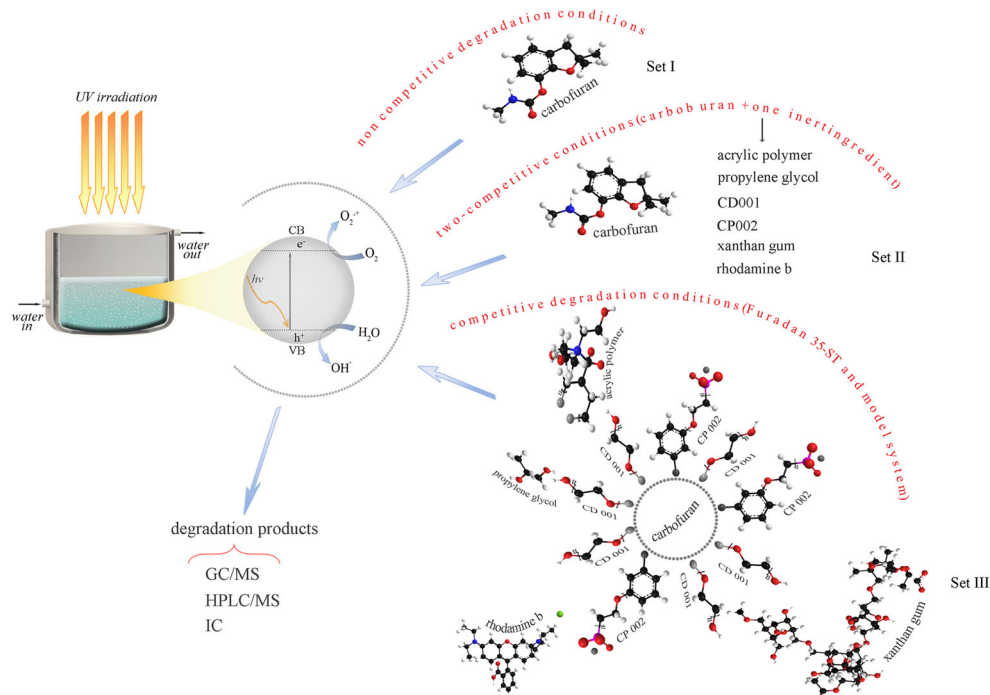 UV irradiation
water
out
water
in
CB
e-
hν
h+
VB
O2·+
O2
H2O
OH·
degradation products
GC/MS
HPLC/MS
IC
non competitive degradation conditions
carbofuran
Set I
two-competitive conditions(carbob uran +one inertingredient)
carbofuran
acrylic polymer
propylene glycol
CD001
CP002
xanthan gum
rhodamine b
Set II
competitive degradation conditions(Furadan 35-ST and model system)
acrylic polymer
n
n
CP 002
n
CD 001
n
CD 001
n
CP 002
n
propylene glycol
CD 001
n
carbofuran
CD 001
n
CD 001
n
CD 001
n
CP 002
n
rhodamine b
xanthan gum
Set III